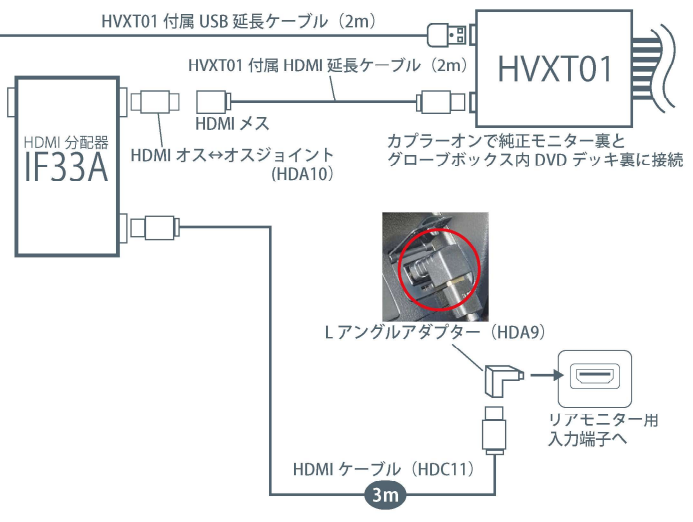 HVXT01 付属 USB 延長ケーブル（2m）
HVXT01 付属 HDMI 延長ケーブル（2m）
HVXT01
HDMI メス
HDMI 分配器
IF33A
HDMI オス↔オスジョイント
(HDA10)
カプラーオンで純正モニター裏と
グローブボックス内 DVD デッキ裏に接続
L アングルアダプター（HDA9）
リアモニター用
入力端子へ
HDMI ケーブル（HDC11）
3m